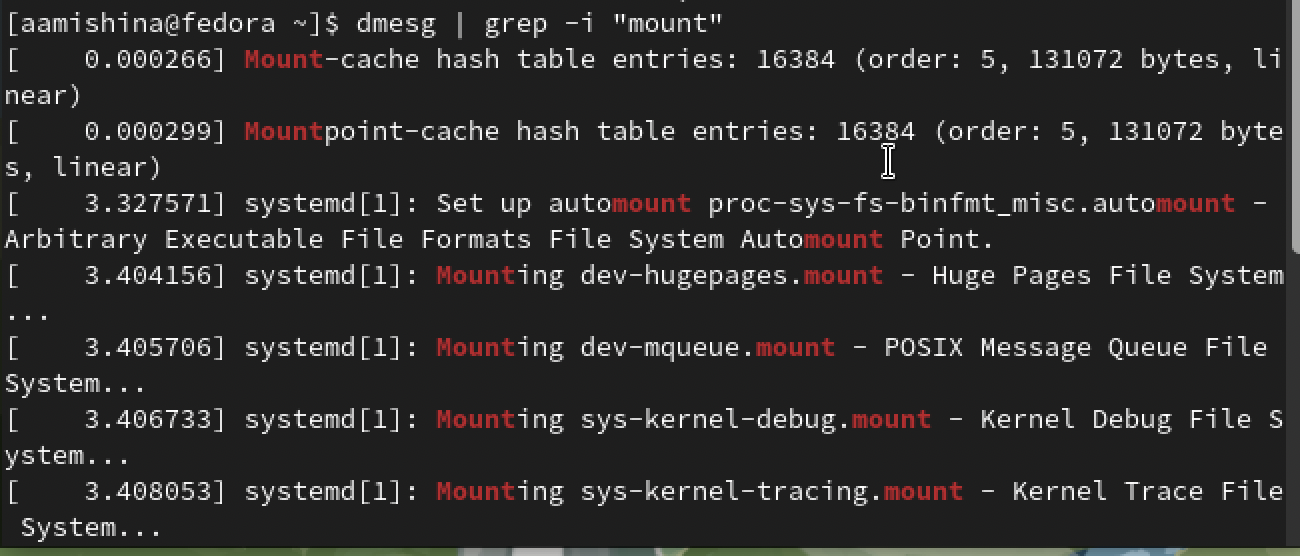 [aamishina@fedora ~]$ dmesg | grep -i "mount"
[    0.000266] Mount-cache hash table entries: 16384 (order: 5, 131072 bytes, li
near)
[    0.000299] Mountpoint-cache hash table entries: 16384 (order: 5, 131072 byte
s, linear)
[    3.327571] systemd[1]: Set up automount proc-sys-fs-binfmt_misc.automount -
Arbitrary Executable File Formats File System Automount Point.
[    3.404156] systemd[1]: Mounting dev-hugepages.mount - Huge Pages File System
...
[    3.405706] systemd[1]: Mounting dev-mqueue.mount - POSIX Message Queue File
System...
[    3.406733] systemd[1]: Mounting sys-kernel-debug.mount - Kernel Debug File S
ystem...
[    3.408053] systemd[1]: Mounting sys-kernel-tracing.mount - Kernel Trace File
 System...